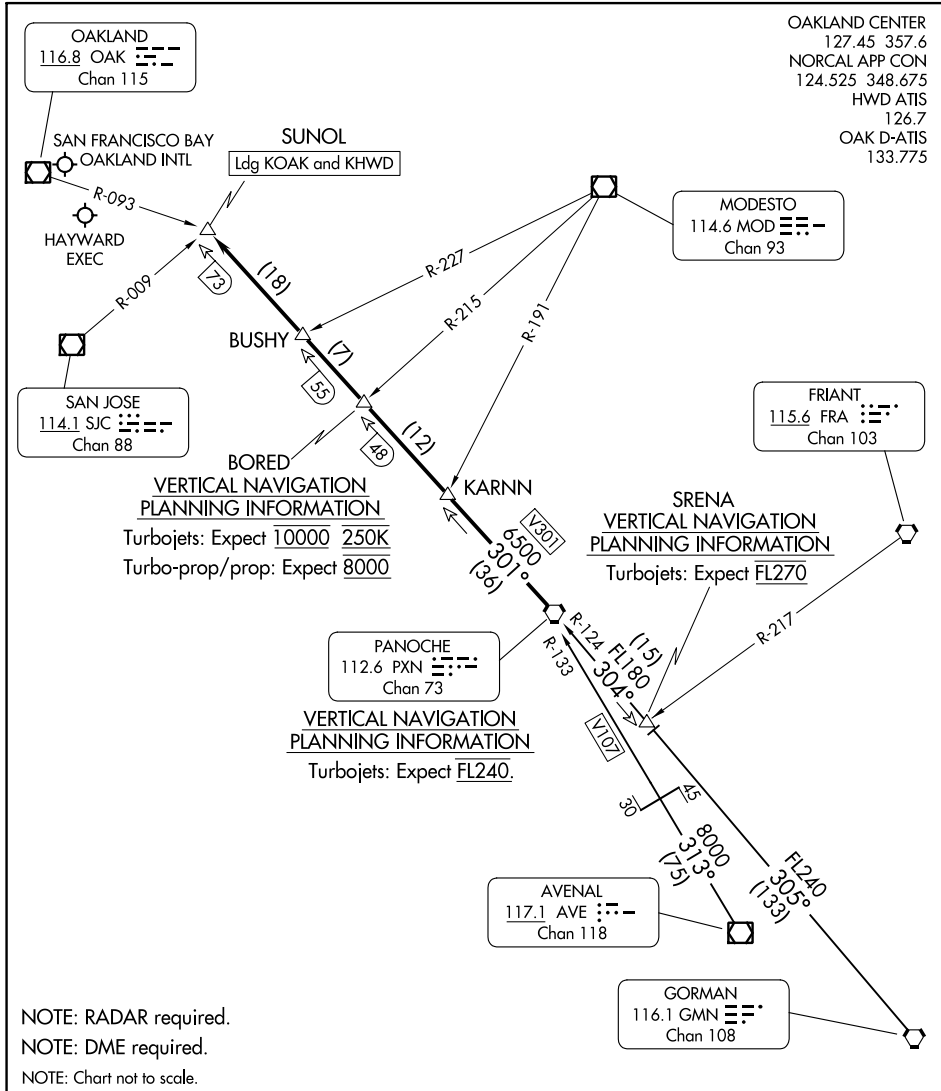 OAKLAND
116.8 OAK
Chan 115
OAKLAND CENTER
127.45 357.6
NORCAL APP CON
124.525 348.675
HWD ATIS
126.7
OAK D-ATIS
133.775
SAN FRANCISCO BAY
OAKLAND INTL
SUNOL
Ldg KOAK and KHWD
R-093
HAYWARD
EXEC
MODESTO
114.6 MOD
Chan 93
R-009
73
(18)
R-227
R-215
R-191
BUSHY
(7)
55
SAN JOSE
114.1 SJC
Chan 88
FRIANT
115.6 FRA
Chan 103
(12)
48
BORED
VERTICAL NAVIGATION
PLANNING INFORMATION
Turbojets: Expect 10000 250K
Turbo-prop/prop: Expect 8000
KARNN
SRENA
VERTICAL NAVIGATION
PLANNING INFORMATION
Turbojets: Expect FL270
V301
6500
301°
(36)
R-217
PANOCHE
112.6 PXN
Chan 73
R-124
R-133
(15)
FL180
304°
VERTICAL NAVIGATION
PLANNING INFORMATION
Turbojets: Expect FL240.
V107
30
45
8000
313°
(75)
FL240
305°
(133)
AVENAL
117.1 AVE
Chan 118
GORMAN
116.1 GMN
Chan 108
NOTE: RADAR required.
NOTE: DME required.
NOTE: Chart not to scale.